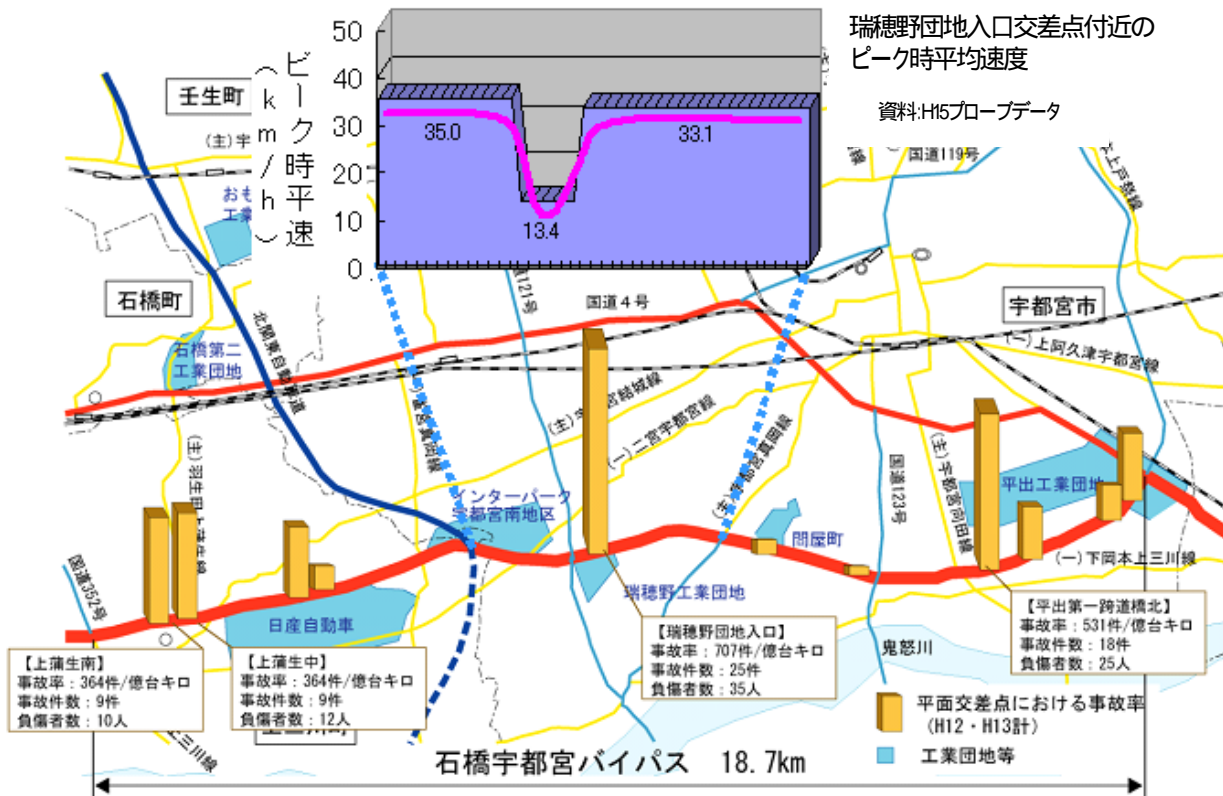 瑞穂野団地入口交差点付近の
ピーク時平均速度
資料:H15プローブデータ
ピーク時平速
(km/h)
50
40
30
20
10
0
35.0
13.4
33.1
壬生町
(主)宇
おも
工業
石橋町
石橋第二
工業団地
北関東自動車道
国道4号
国道121号
国道119号
宇都宮市
(一)上阿久津宇都宮線
(一)二宮宇都宮線
(主)宇都宮真岡線
国道123号
(主)宇都宮向田線
平出工業団地
(一)下岡本上三川線
インターパーク
宇都宮南地区
問屋町
瑞穂野工業団地
(主)羽生田上蒲生線
国道352号
日産自動車
鬼怒川
【上蒲生南】
事故率:364件/億台キロ
事故件数:9件
負傷者数:10人
【上蒲生中】
事故率:364件/億台キロ
事故件数:9件
負傷者数:12人
【瑞穂野団地入口】
事故率:707件/億台キロ
事故件数:25件
負傷者数:35人
【平出第一跨道橋北】
事故率:531件/億台キロ
事故件数:18件
負傷者数:25人
平面交差点における事故率
(H12・H13計)
工業団地等
石橋宇都宮バイパス 18.7km